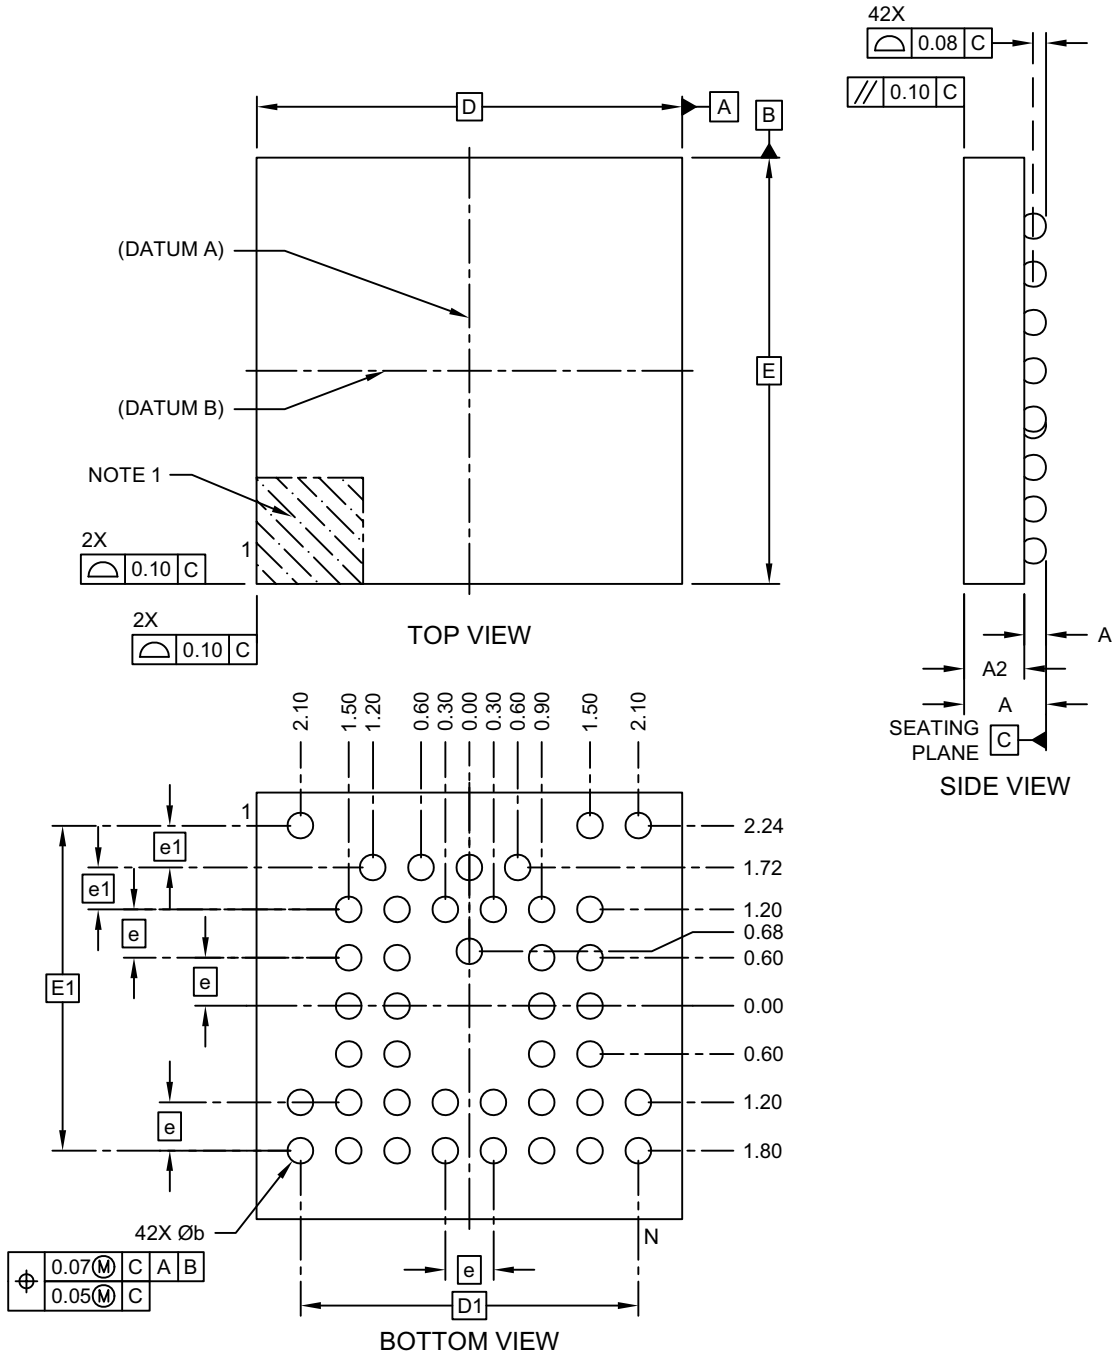 42X
0.08 C
// 0.10 C
D
A
B
(DATUM A)
E
(DATUM B)
NOTE 1
2X
0.10 C
1
2X
0.10 C
TOP VIEW
A
A2
A
SEATING
PLANE
C
SIDE VIEW
2.10
1.50
1.20
0.60
0.30
0.00
0.30
0.60
0.90
1.50
2.10
1
2.24
e1
1.72
e1
1.20
e
0.68
0.60
e
E1
0.00
0.60
1.20
e
1.80
42X Øb
N
0.07Ⓜ C A B
0.05Ⓜ C
e
D1
BOTTOM VIEW